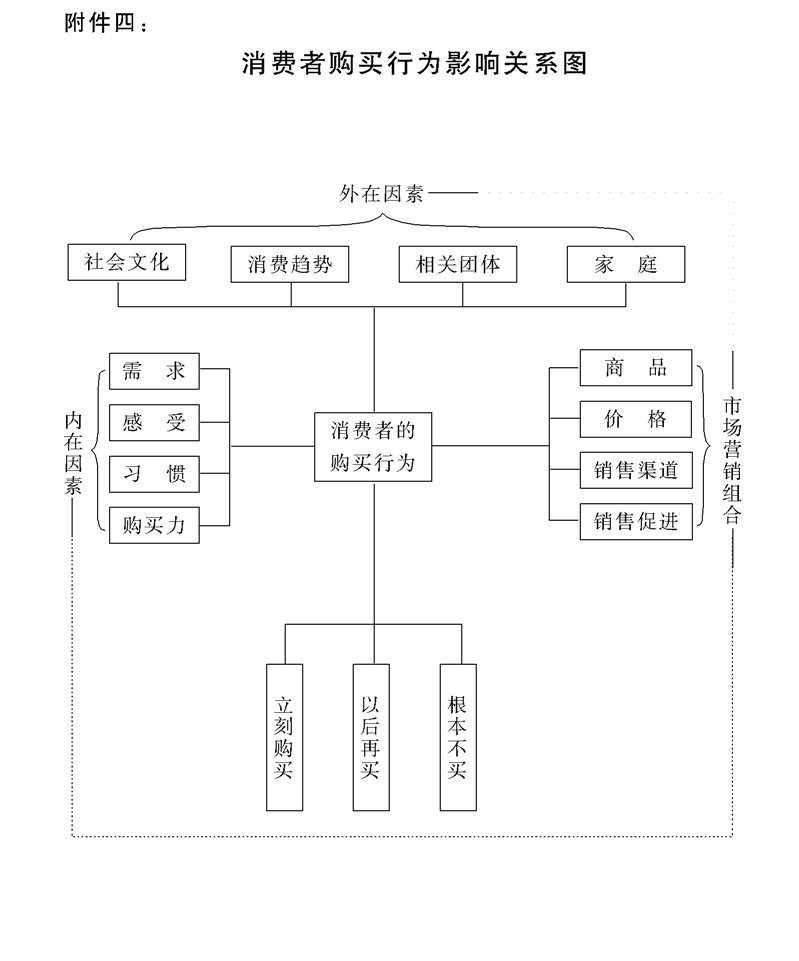 附件四：
消费者购买行为影响关系图
外在因素
社会文化
消费趋势
相关团体
家 庭
内在因素
需 求
感 受
习 惯
购买力
消费者的
购买行为
商 品
价 格
销售渠道
销售促进
市场营销组合
立刻购买
以后再买
根本不买